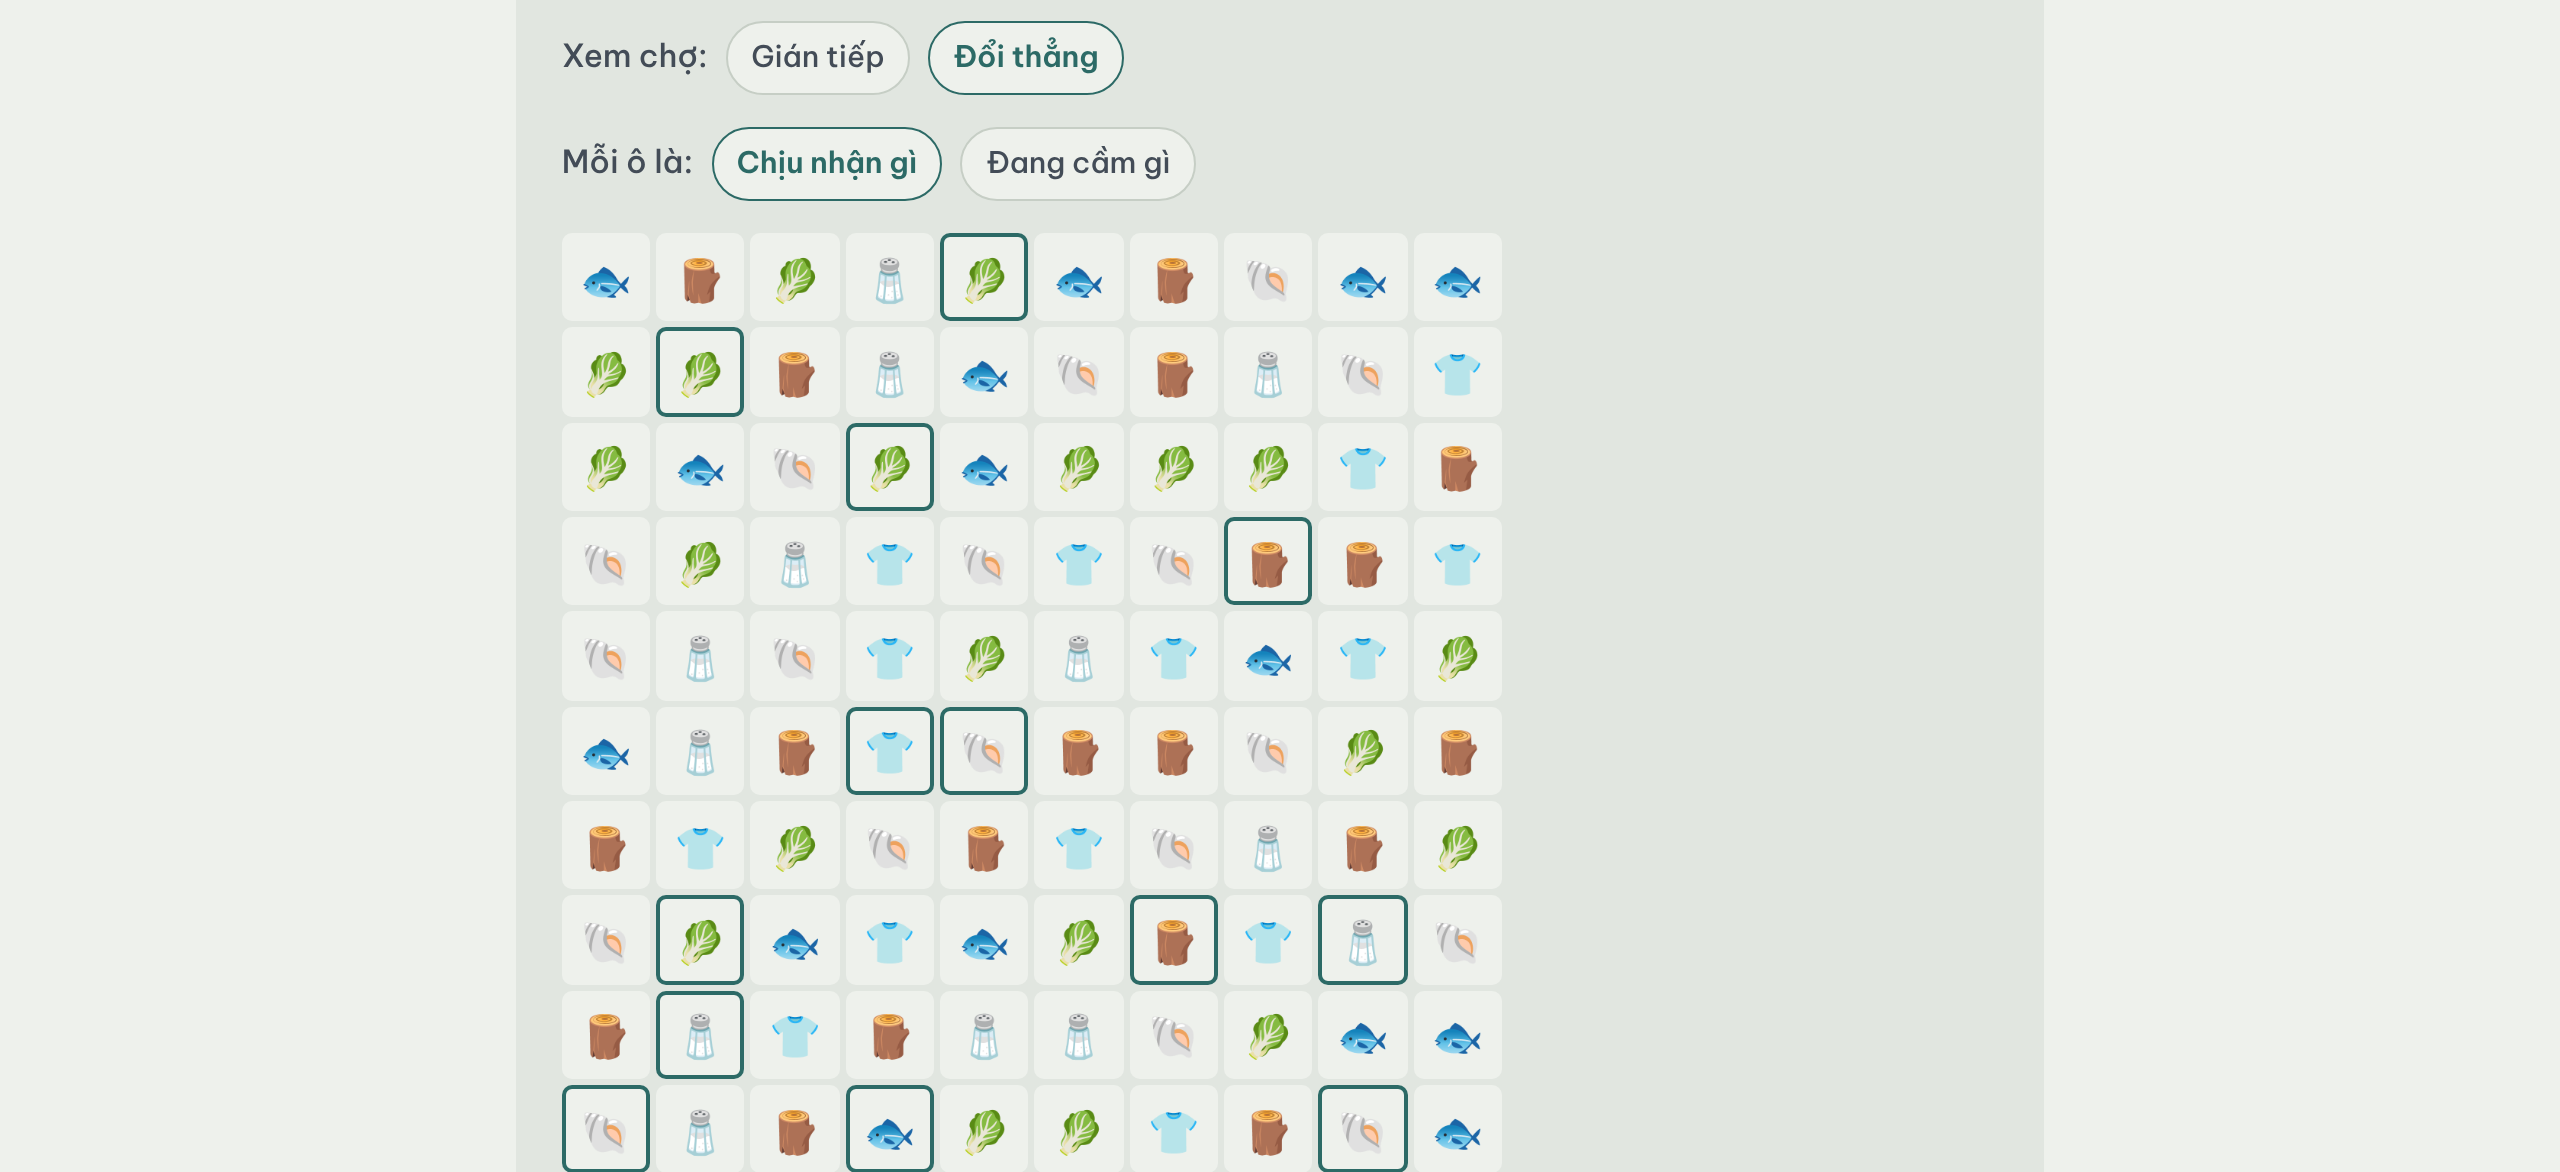 Xem chợ: Gián tiếp Đổi thẳng
Mỗi ô là: Chịu nhận gì Đang cầm gì